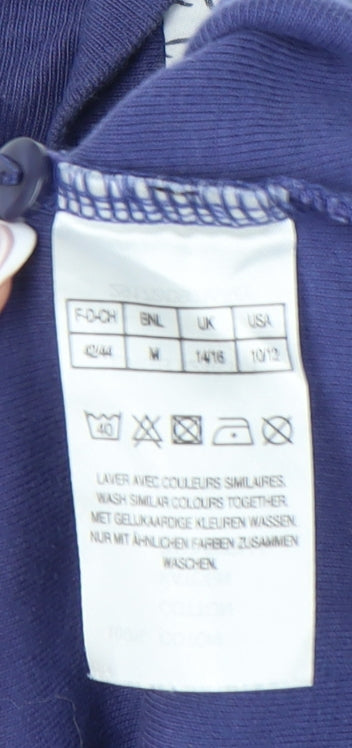 F-D-CH BNL UK USA
42/44 M 14/16 10/12
40
LAVER AVEC COULEURS SIMILAIRES.
WASH SIMILAR COLOURS TOGETHER.
MET GELIJKAARDIGE KLEUREN WASSEN.
NUR MIT ÄHNLICHEN FARBEN ZUSAMMEN
WASCHEN.